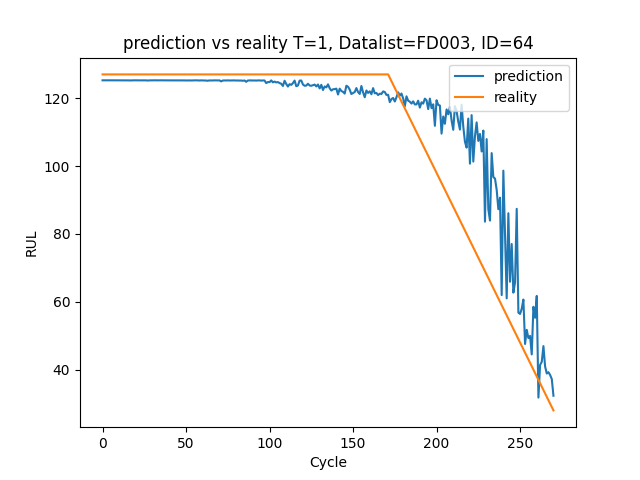 prediction vs reality T=1, Datalist=FD003, ID=64
prediction
reality
RUL
120
100
80
60
40
0
50
100
150
200
250
Cycle